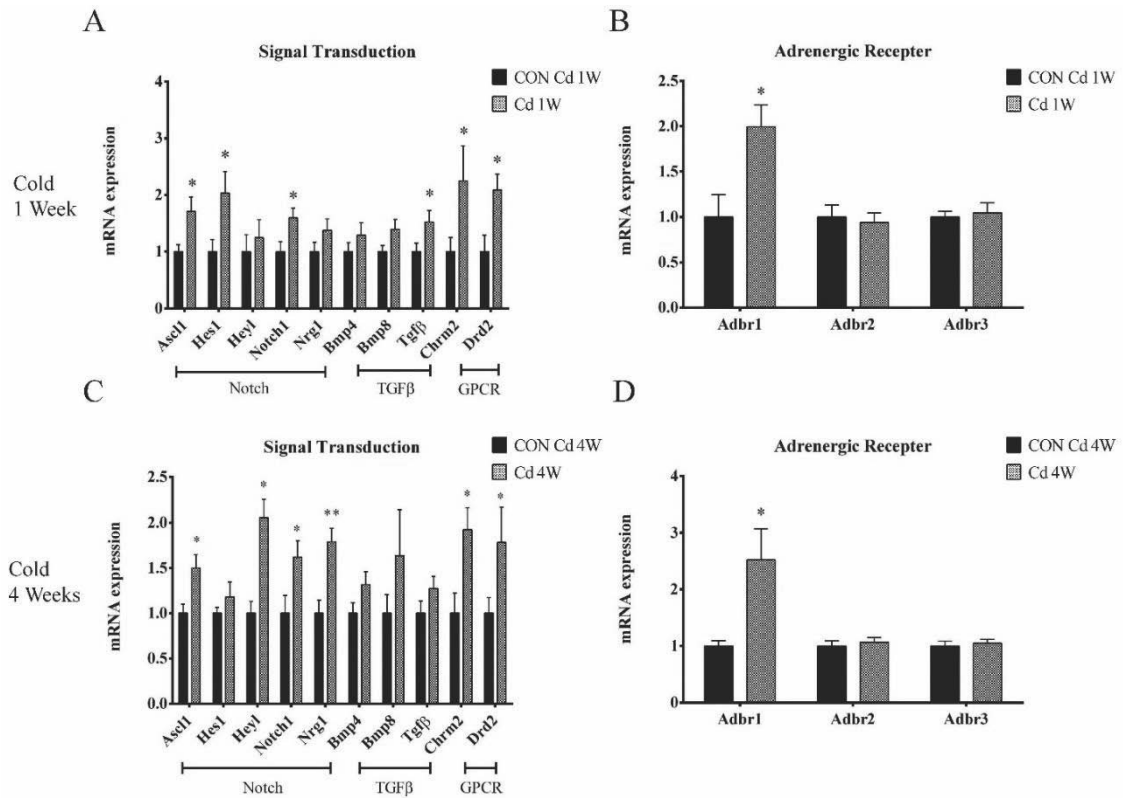 A
Signal Transduction
CON Cd 1W
Cd 1W
mRNA expression
4
3
2
1
0
*
*
*
*
*
*
Ascl1
Hes1
Hey1
Notch1
Nrg1
Bmp4
Bmp8
Tgfβ
Chrm2
Drd2
Notch
TGFβ
GPCR
B
Adrenergic Recepter
CON Cd 1W
Cd 1W
mRNA expression
2.5
2.0
1.5
1.0
0.5
0.0
*
Adbr1
Adbr2
Adbr3
Cold
1 Week
C
Signal Transduction
CON Cd 4W
Cd 4W
mRNA expression
2.5
2.0
1.5
1.0
0.5
0.0
*
*
*
**
*
*
Ascl1
Hes1
Hey1
Notch1
Nrg1
Bmp4
Bmp8
Tgfβ
Chrm2
Drd2
Notch
TGFβ
GPCR
D
Adrenergic Recepter
CON Cd 4W
Cd 4W
mRNA expression
4
3
2
1
0
*
Adbr1
Adbr2
Adbr3
Cold
4 Weeks